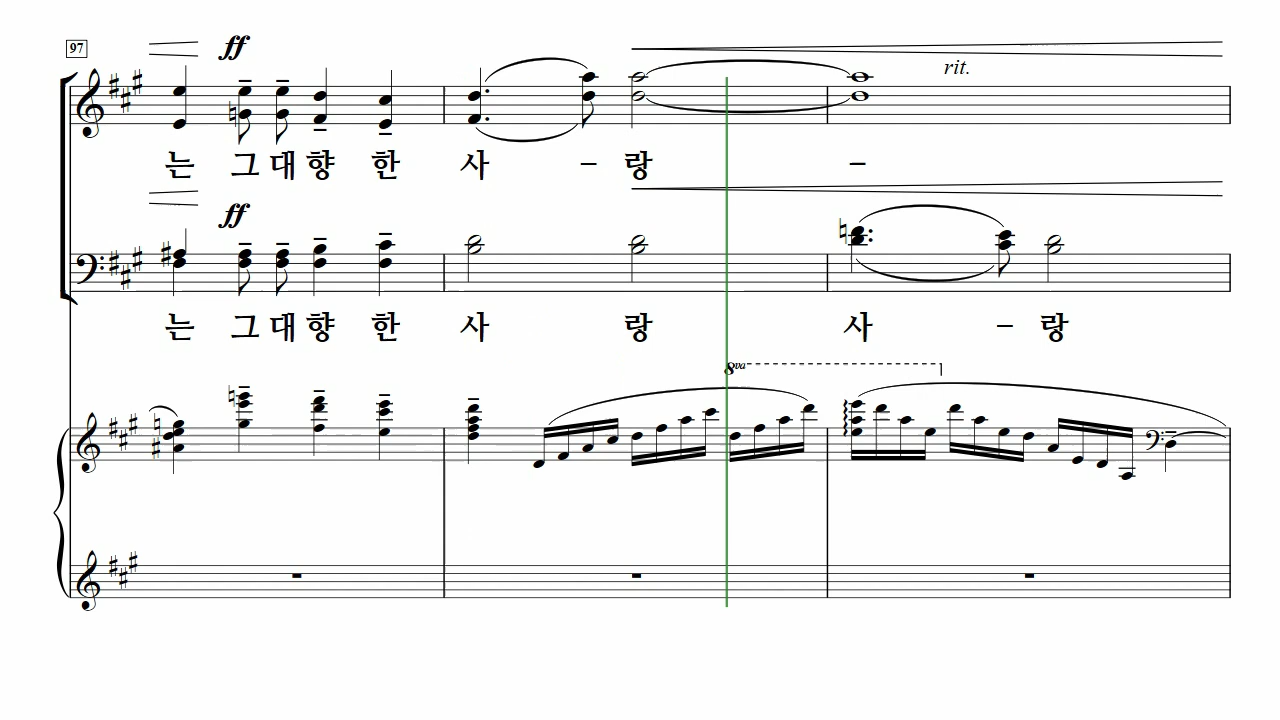 97
ff
rit.
는 그 대 향 한 사 – 랑 –
ff
는 그 대 향 한 사 랑 사 – 랑
8va